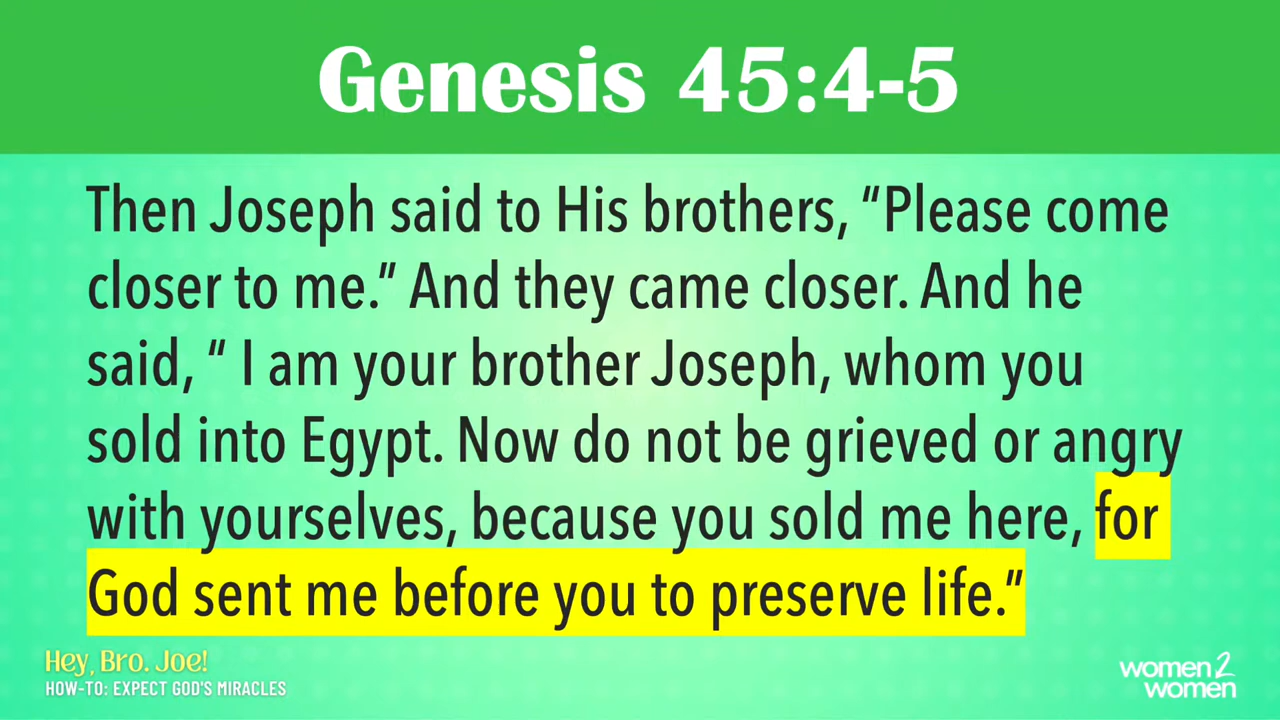 Genesis 45:4-5
Then Joseph said to His brothers, “Please come
closer to me.” And they came closer. And he
said, “ I am your brother Joseph, whom you
sold into Egypt. Now do not be grieved or angry
with yourselves, because you sold me here, for
God sent me before you to preserve life.”
Hey, Bro. Joe!
HOW-TO: EXPECT GOD'S MIRACLES
women2
women